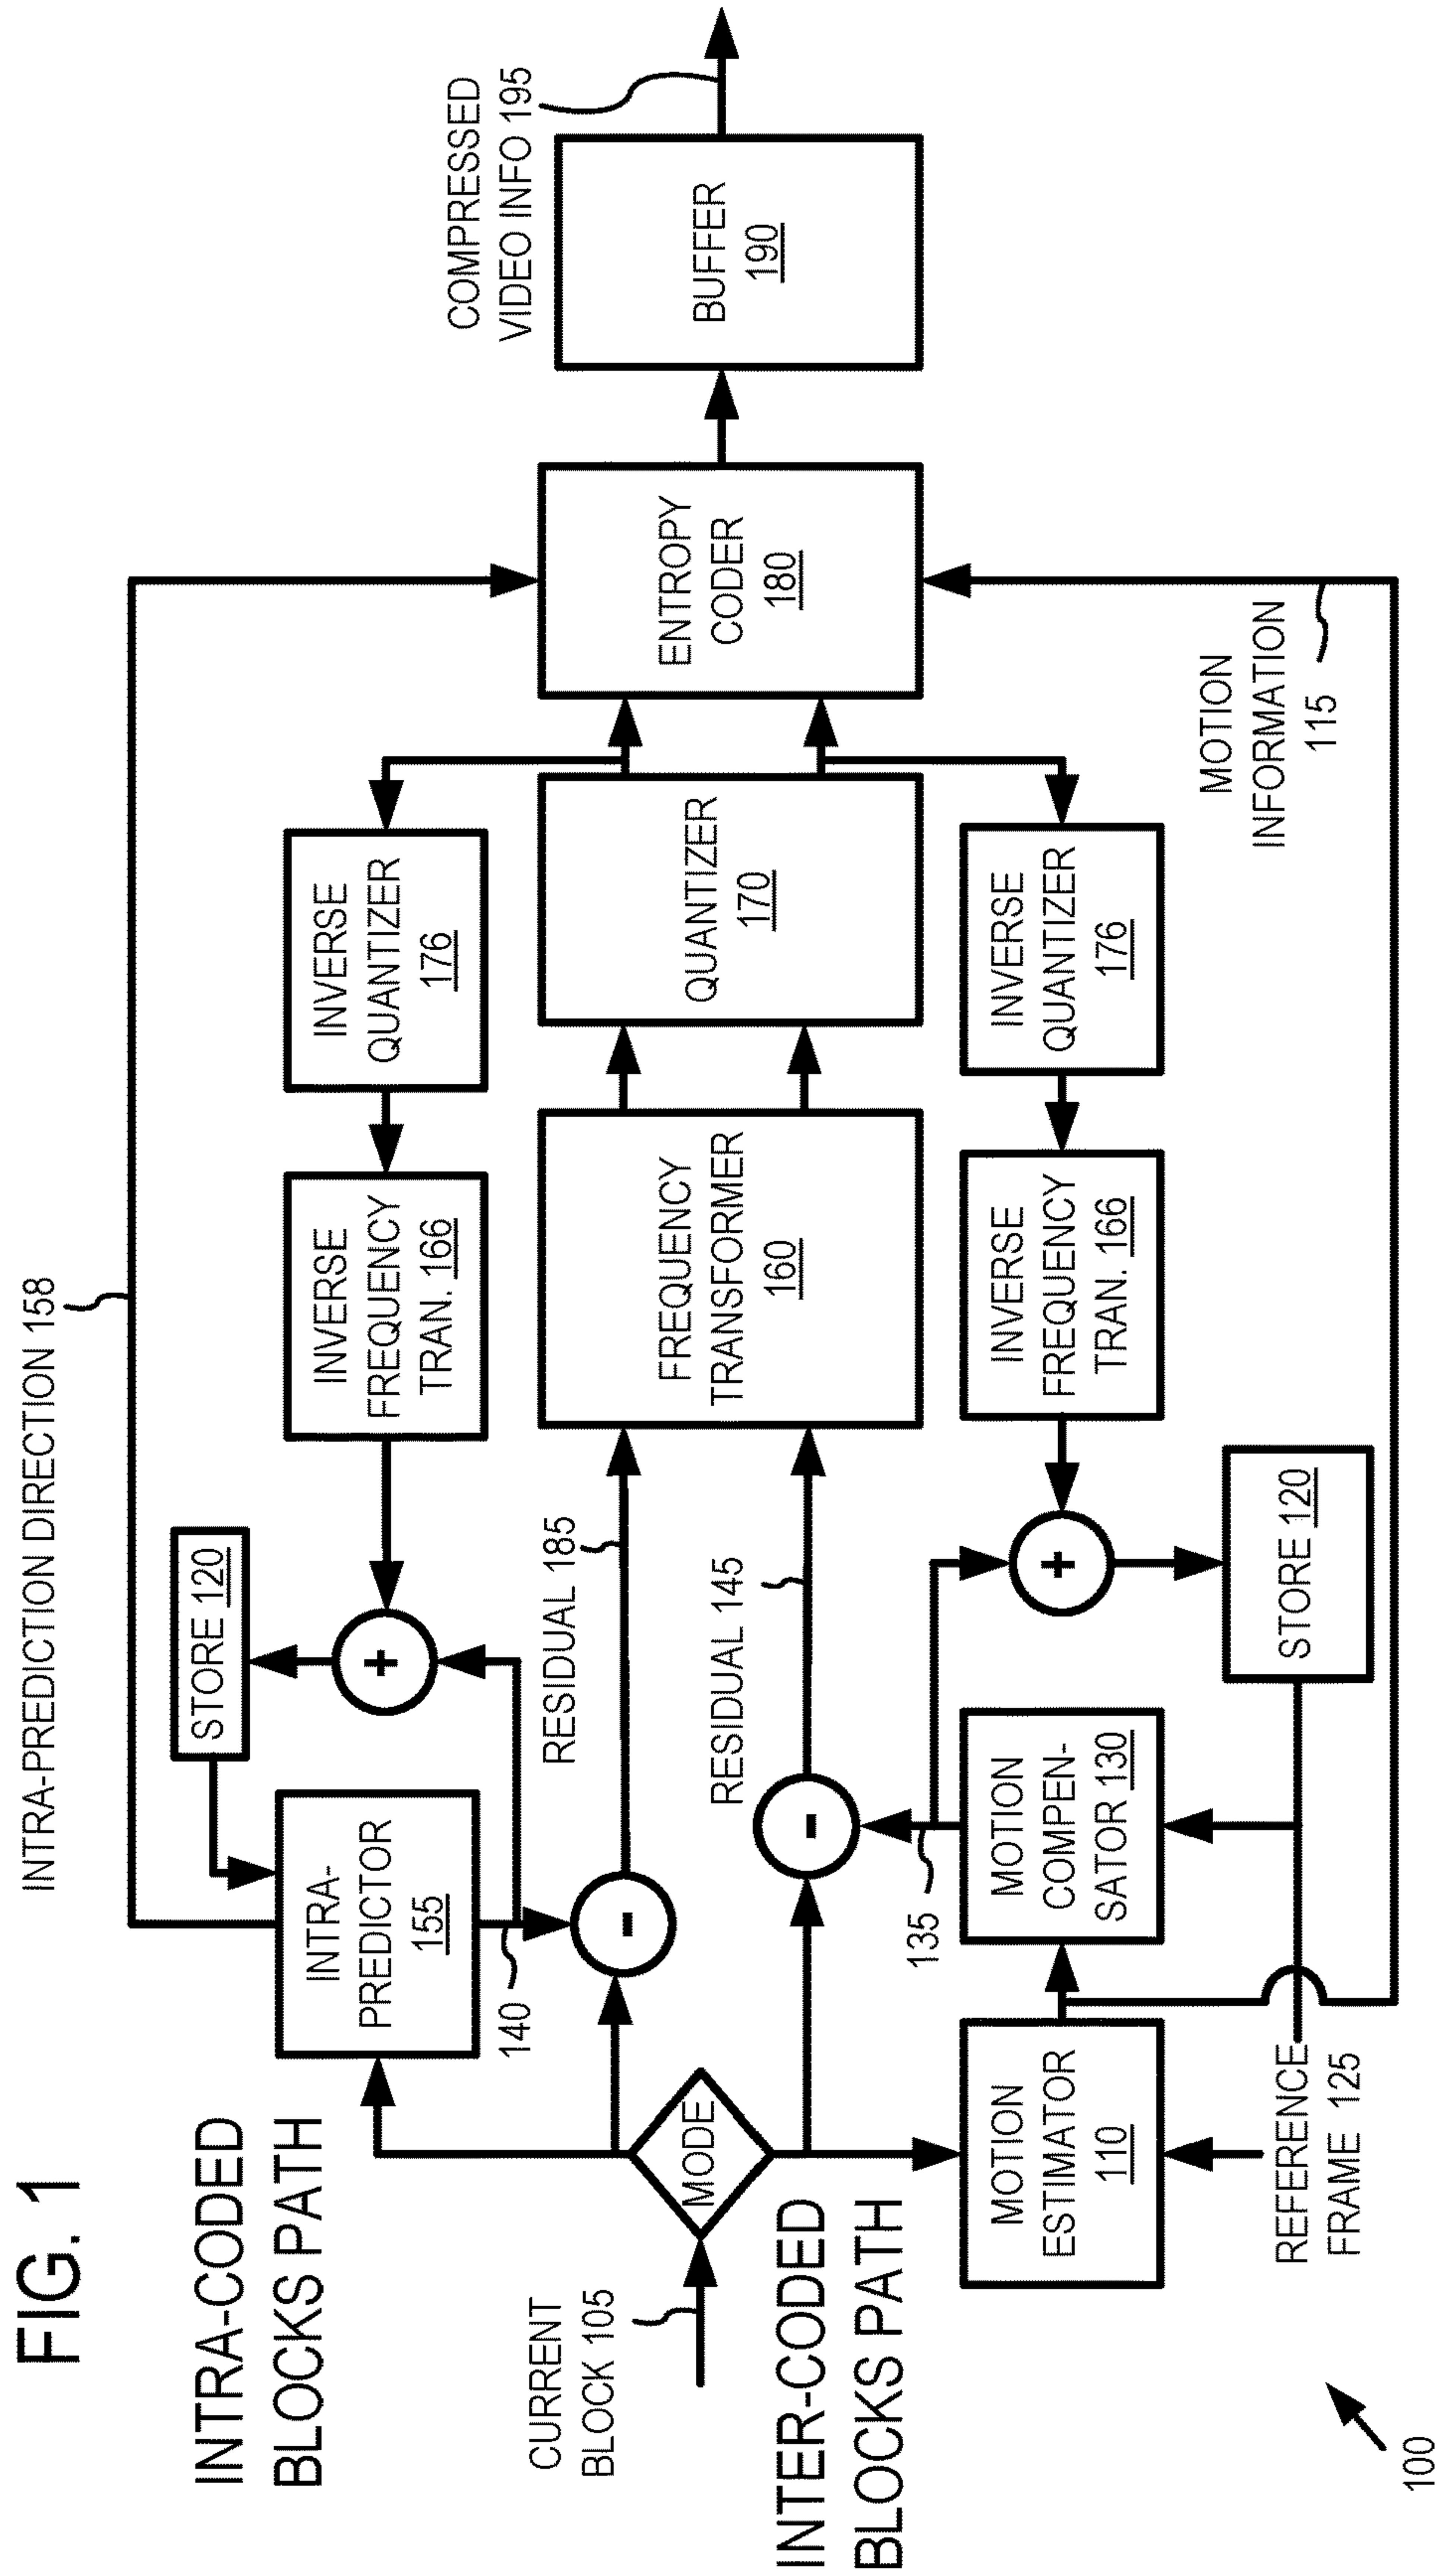 FIG. 1
INTRA-PREDICTION DIRECTION 158
INTRA-CODED
BLOCKS PATH
INTRA-
PREDICTOR
155
STORE 120
+
INVERSE
FREQUENCY
TRAN. 166
INVERSE
QUANTIZER
176
140
-
RESIDUAL 185
CURRENT
BLOCK 105
MODE
FREQUENCY
TRANSFORMER
160
QUANTIZER
170
ENTROPY
CODER
180
BUFFER
190
COMPRESSED
VIDEO INFO 195
INTER-CODED
BLOCKS PATH
-
RESIDUAL 145
135
MOTION
ESTIMATOR
110
MOTION
COMPEN-
SATOR 130
+
INVERSE
FREQUENCY
TRAN. 166
INVERSE
QUANTIZER
176
STORE 120
REFERENCE
FRAME 125
MOTION
INFORMATION
115
100